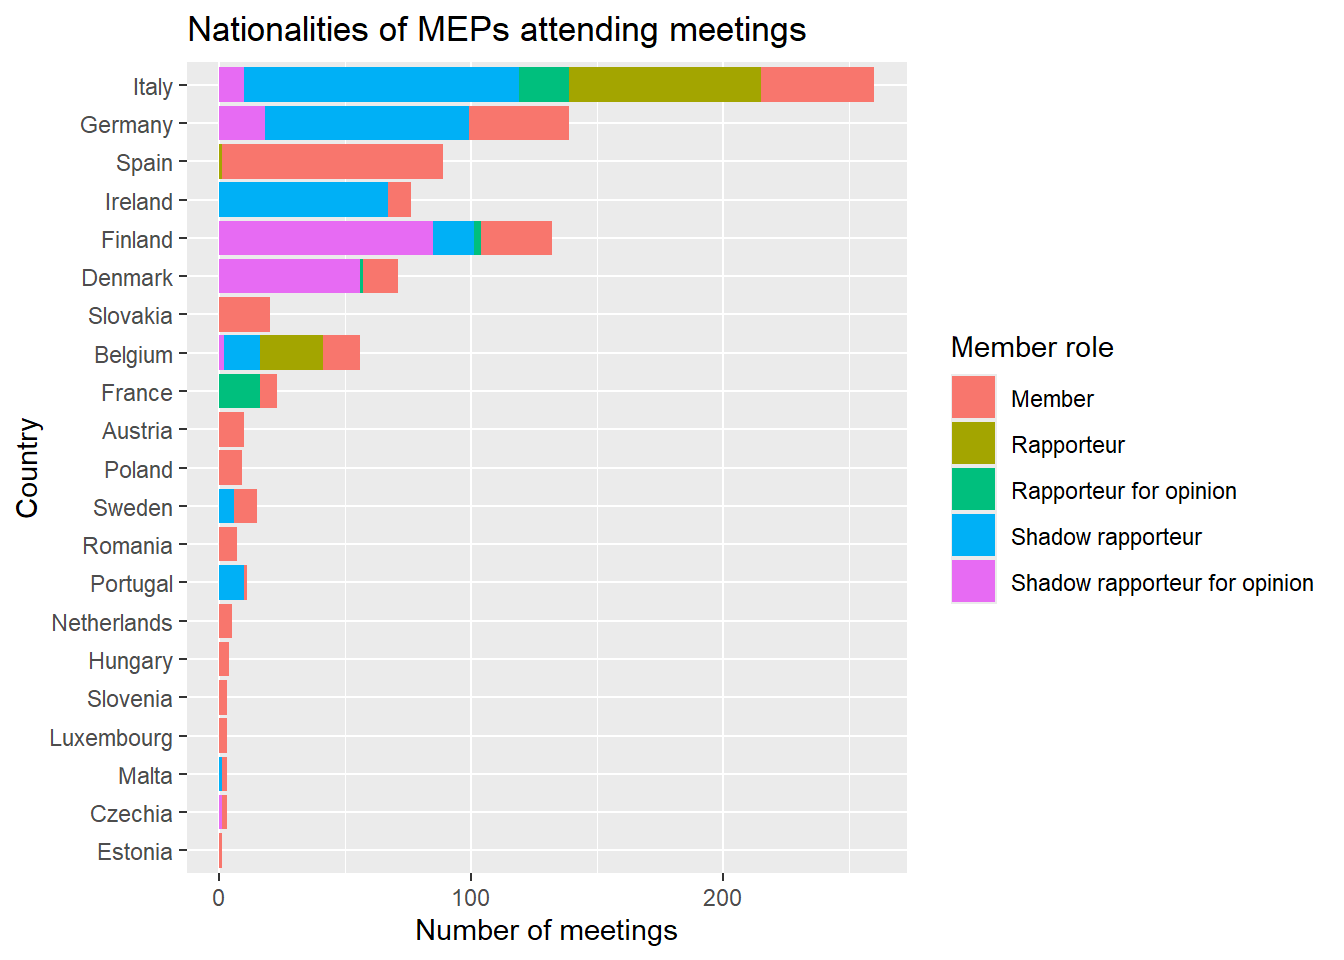 Nationalities of MEPs attending meetings
Italy
Germany
Spain
Ireland
Finland
Denmark
Slovakia
Belgium
France
Austria
Poland
Sweden
Romania
Portugal
Netherlands
Hungary
Slovenia
Luxembourg
Malta
Czechia
Estonia
Country
0 100 200
Number of meetings
Member role
Member
Rapporteur
Rapporteur for opinion
Shadow rapporteur
Shadow rapporteur for opinion